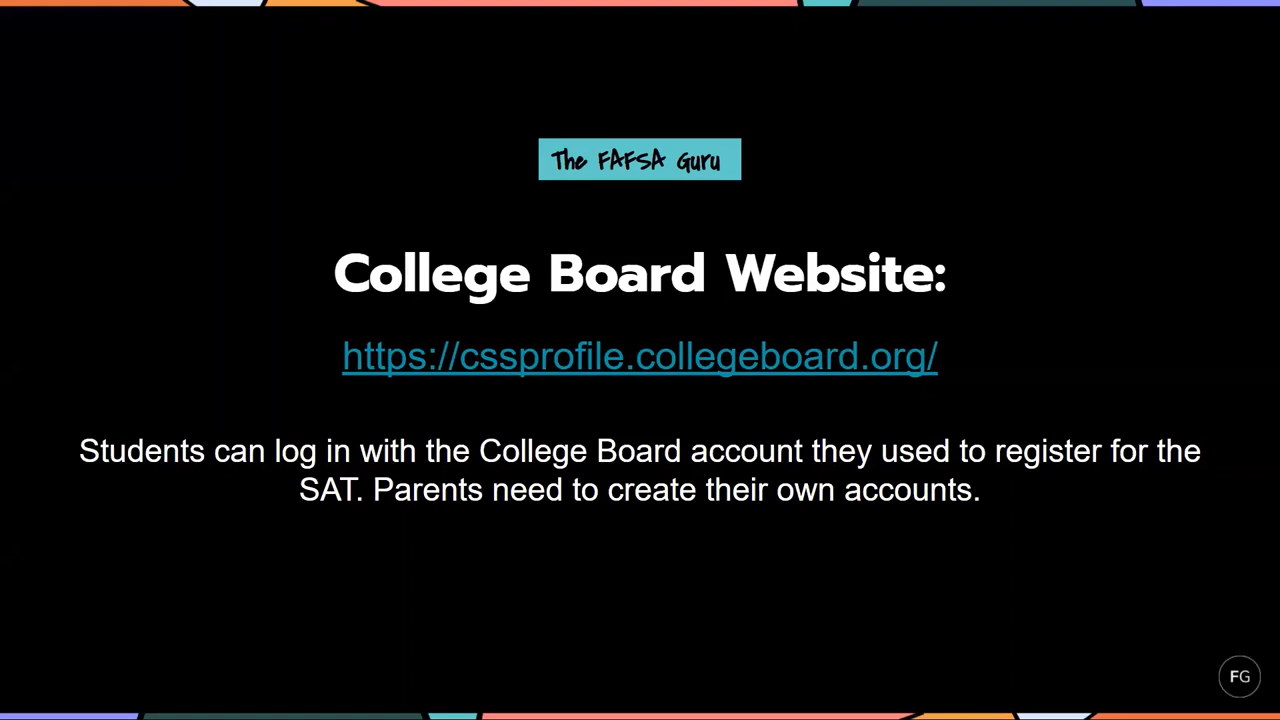 The FAFSA Guru
College Board Website:
https://cssprofile.collegeboard.org/
Students can log in with the College Board account they used to register for the
SAT. Parents need to create their own accounts.
FG